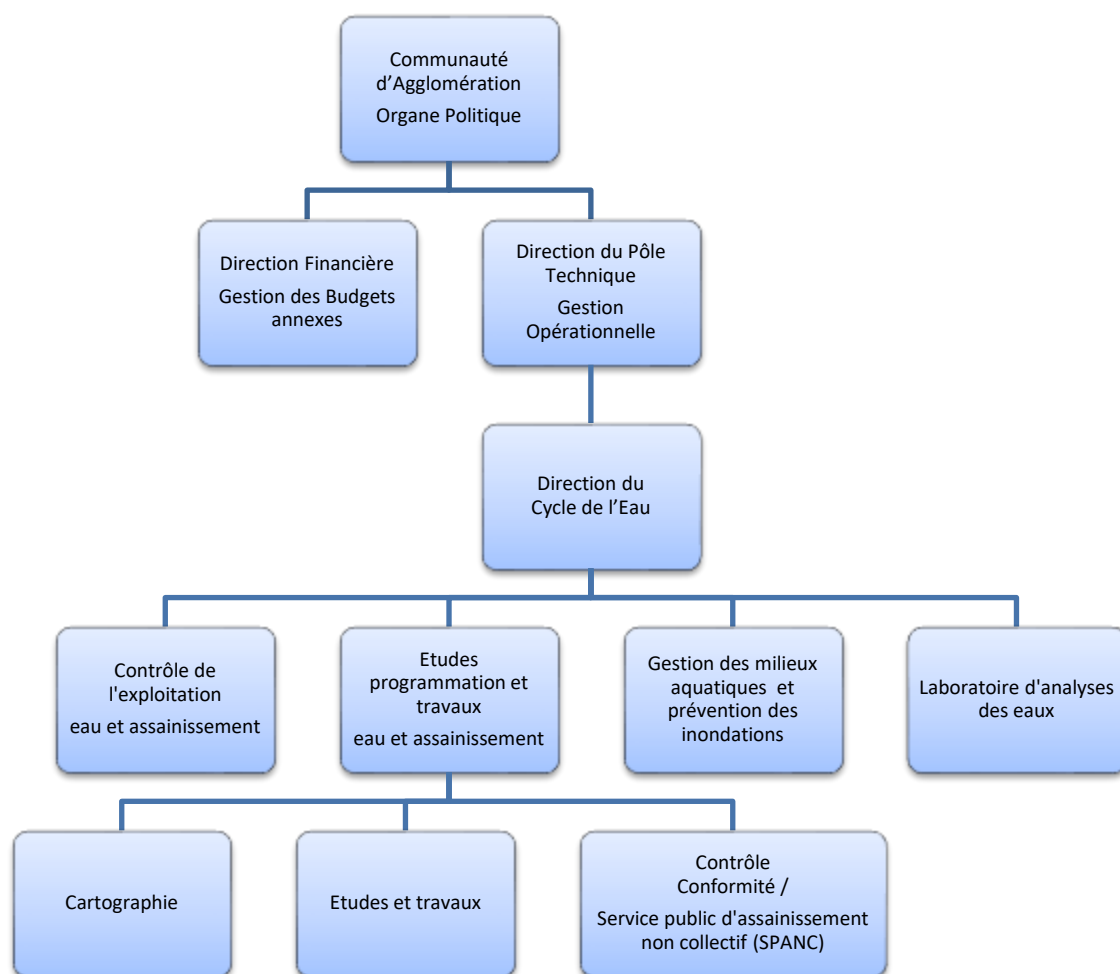 Communauté
d’Agglomération
Organe Politique
Direction Financière
Gestion des Budgets
annexes
Direction du Pôle
Technique
Gestion
Opérationnelle
Direction du
Cycle de l’Eau
Contrôle de
l'exploitation
eau et assainissement
Etudes
programmation et
travaux
eau et assainissement
Gestion des milieux
aquatiques et
prévention des
inondations
Laboratoire d'analyses
des eaux
Cartographie
Etudes et travaux
Contrôle
Conformité /
Service public d'assainissement
non collectif (SPANC)